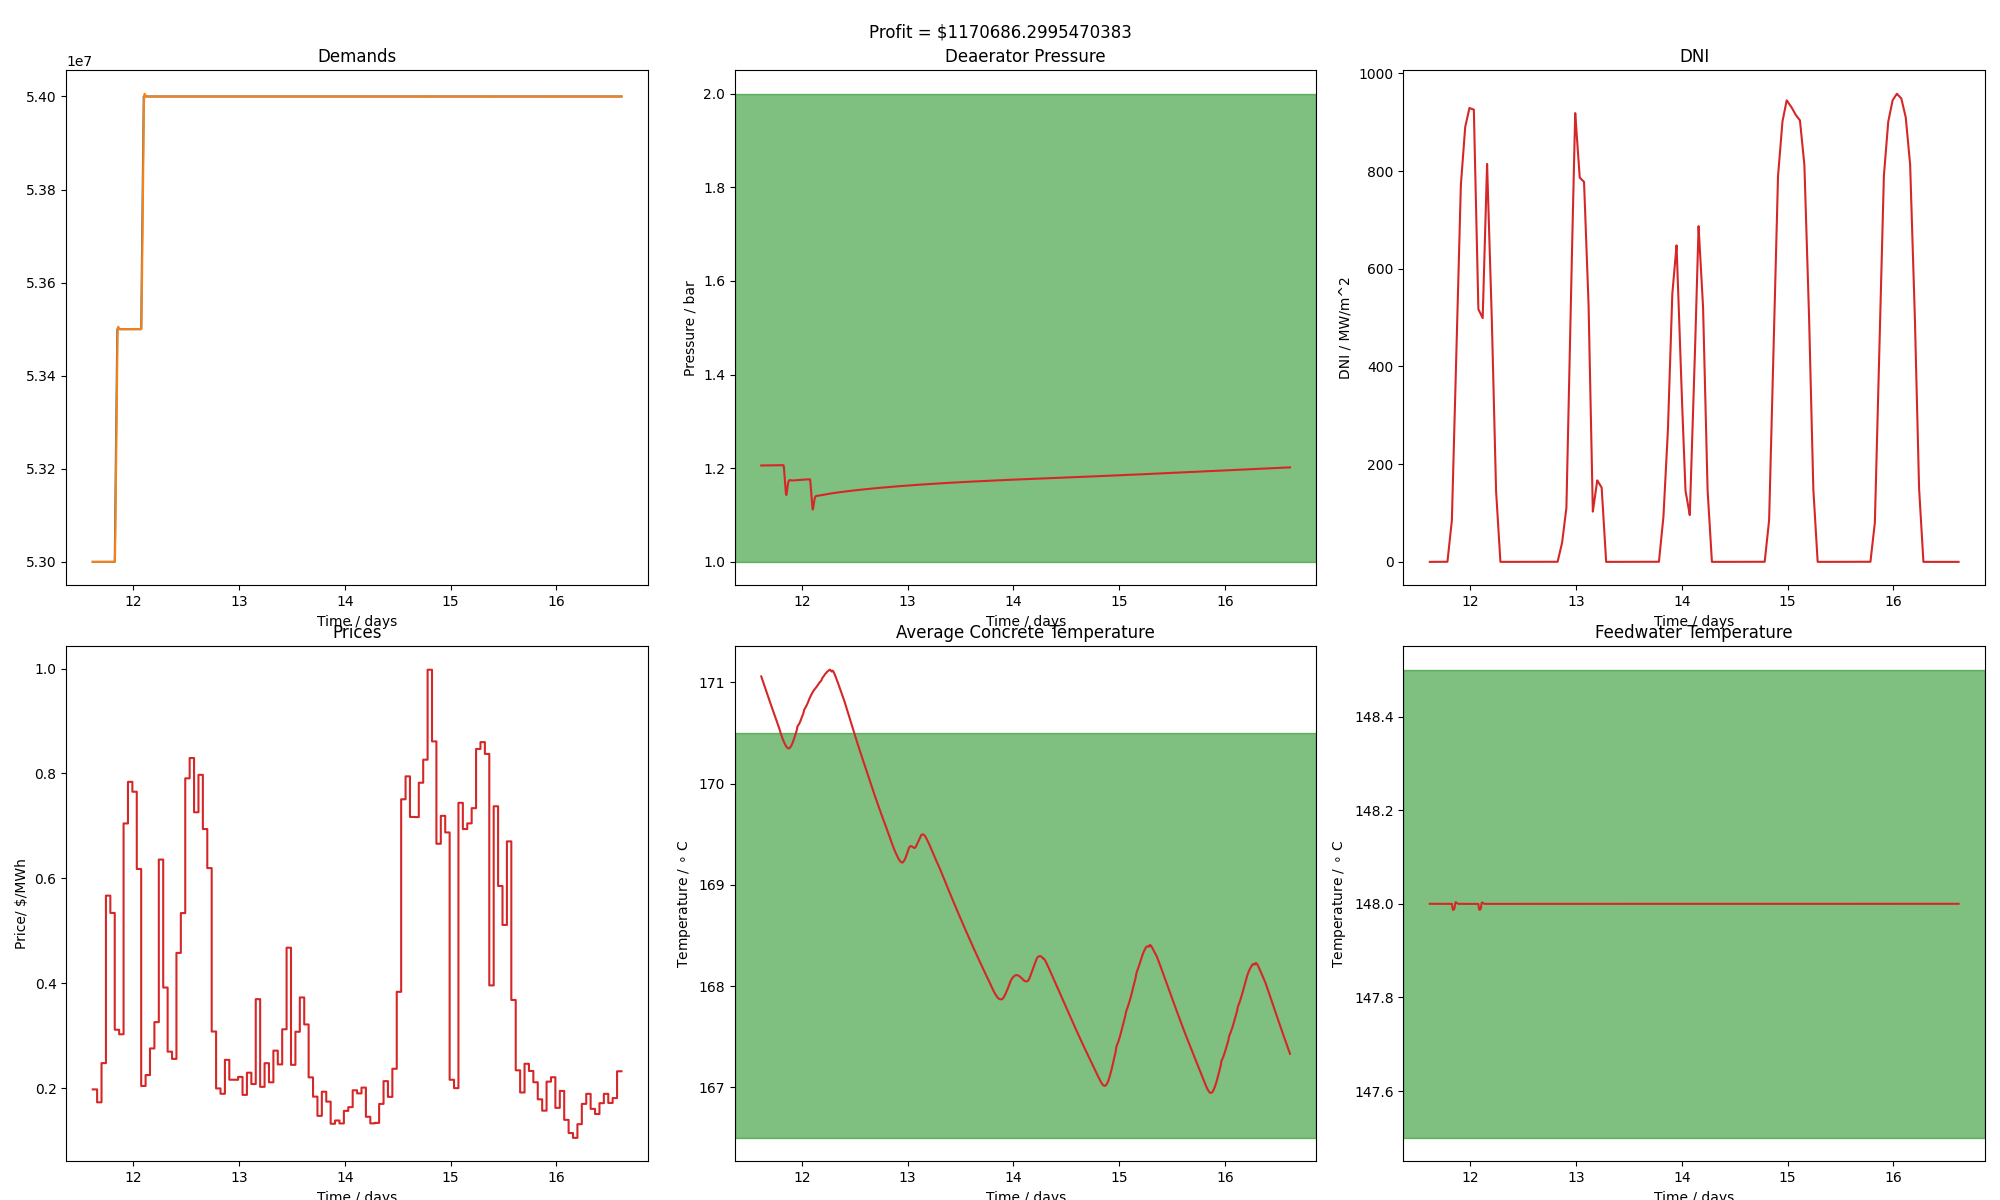 Profit = $1170686.2995470383
Demands
1e7
5.40
5.38
5.36
5.34
5.32
5.30
12 13 14 15 16
Time / days
Deaerator Pressure
Pressure / bar
2.0
1.8
1.6
1.4
1.2
1.0
12 13 14 15 16
Time / days
DNI
DNI / MW/m^2
1000
800
600
400
200
0
12 13 14 15 16
Time / days
Prices
Price/ $/MWh
1.0
0.8
0.6
0.4
0.2
12 13 14 15 16
Time / days
Average Concrete Temperature
Temperature / ∘ C
171
170
169
168
167
12 13 14 15 16
Time / days
Feedwater Temperature
Temperature / ∘ C
148.4
148.2
148.0
147.8
147.6
12 13 14 15 16
Time / days